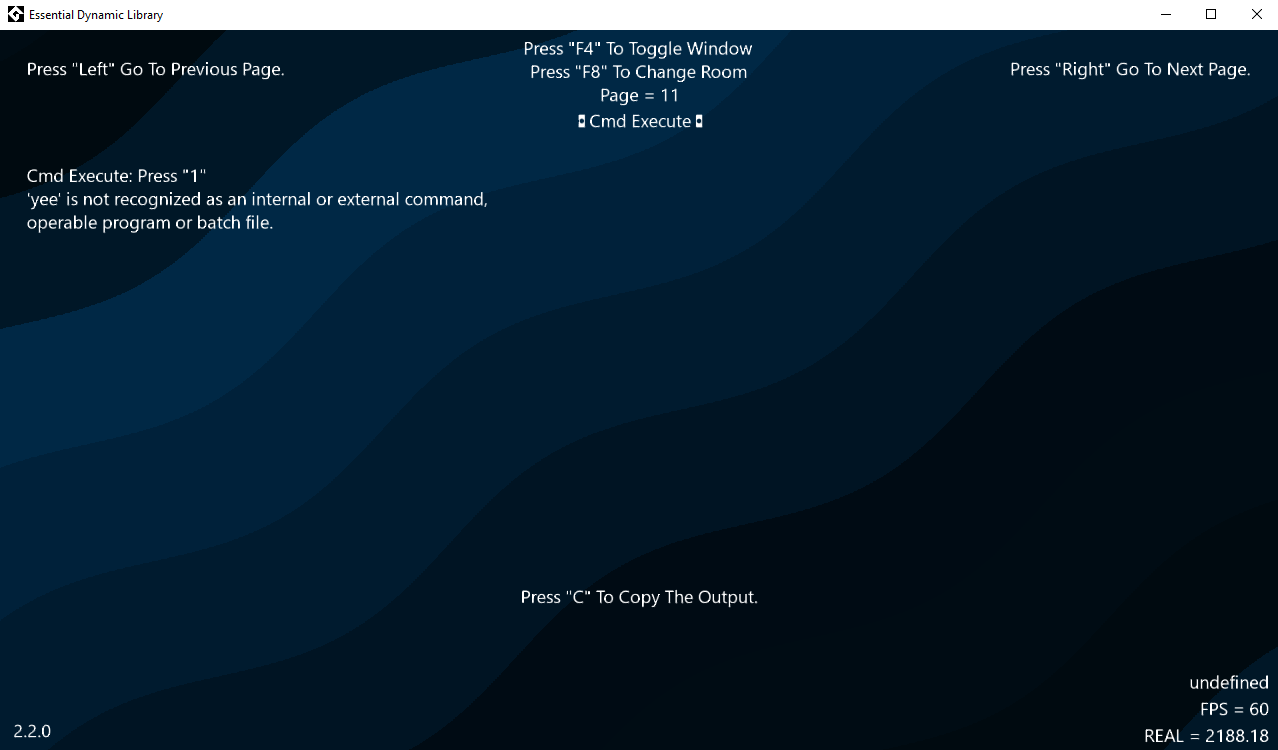 Essential Dynamic Library
Press "F4" To Toggle Window
Press "Left" Go To Previous Page.
Press "F8" To Change Room
Press "Right" Go To Next Page.
Page = 11
Cmd Execute
Cmd Execute: Press "1"
'yee' is not recognized as an internal or external command,
operable program or batch file.
Press "C" To Copy The Output.
undefined
FPS = 60
2.2.0
REAL = 2188.18